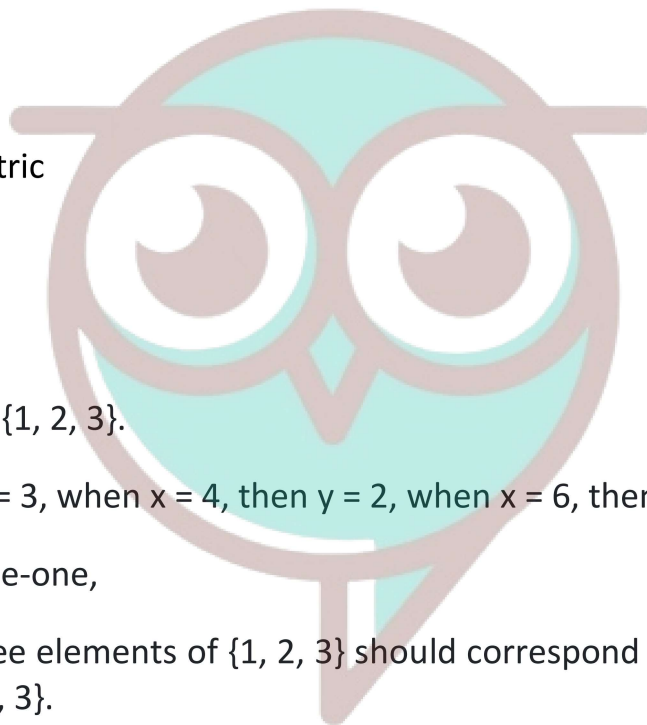 tric
{1, 2, 3}.
= 3, when x = 4, then y = 2, when x = 6, then
e-one,
ee elements of {1, 2, 3} should correspond
, 3}.